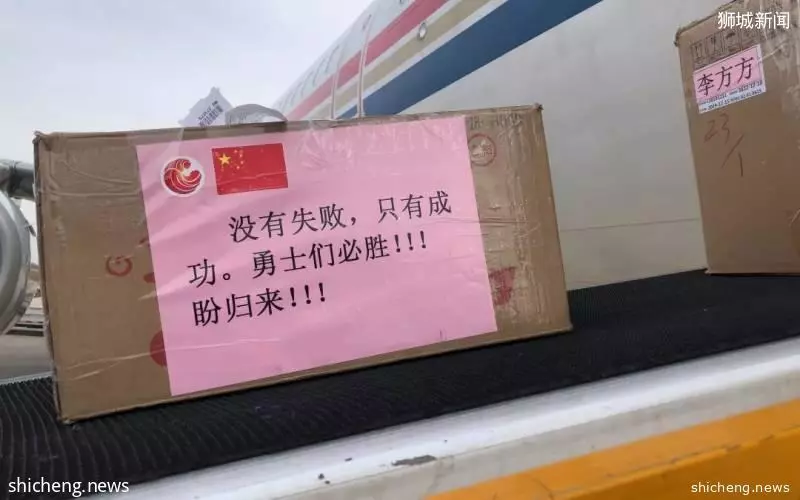 狮城新闻
李方方
23
没有失败，只有成
功。勇士们必胜!!!
盼归来!!!
shicheng.news
shicheng.news